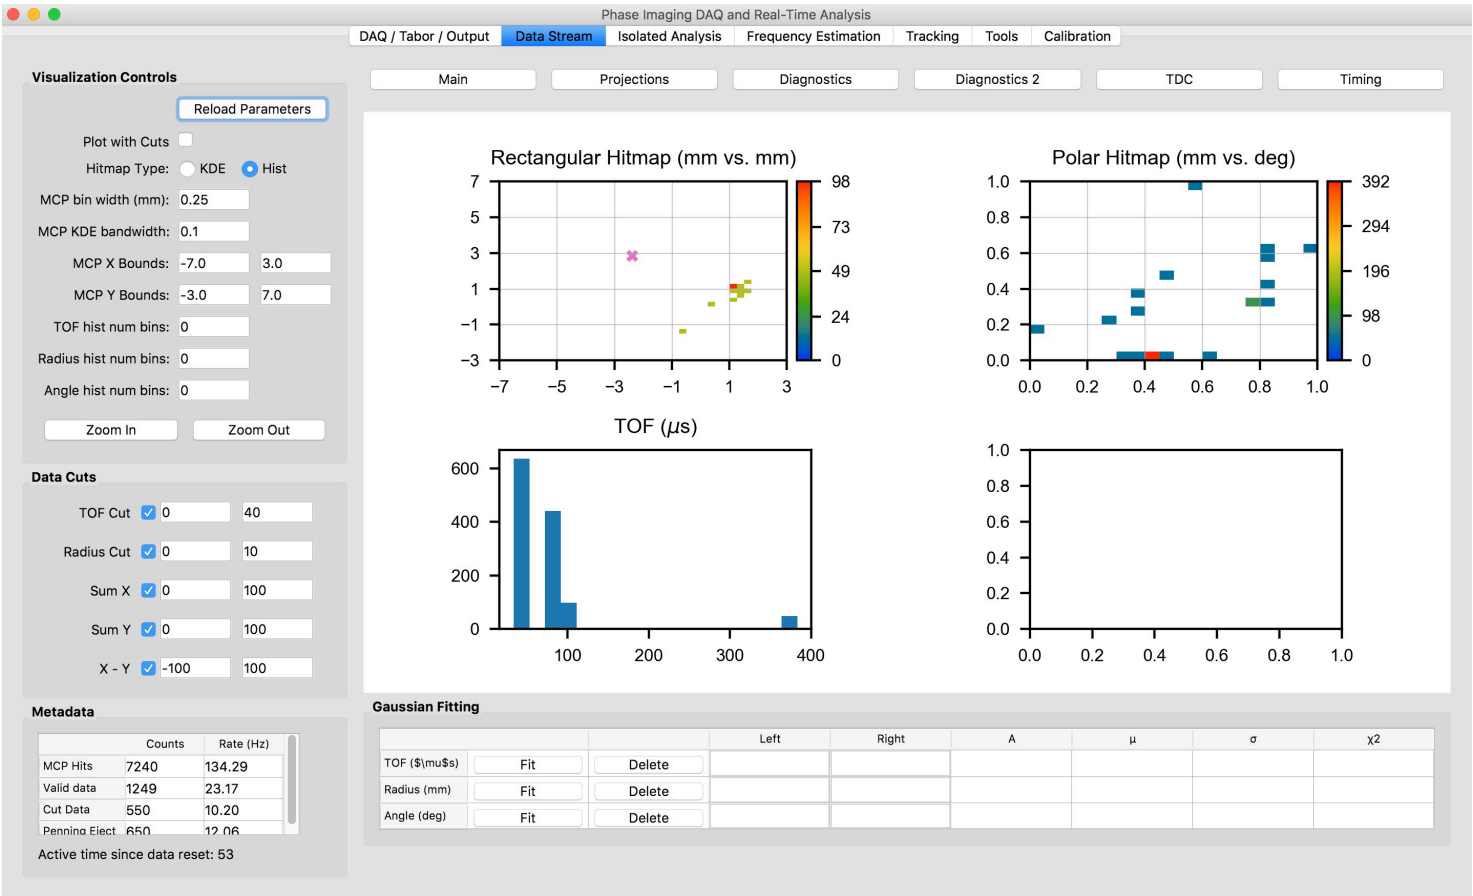 Phase Imaging DAQ and Real-Time Analysis
DAQ / Tabor / Output Data Stream Isolated Analysis Frequency Estimation Tracking Tools Calibration
Main Projections Diagnostics Diagnostics 2 TDC Timing
Visualization Controls
Reload Parameters
Plot with Cuts
Hitmap Type: KDE Hist
MCP bin width (mm): 0.25
MCP KDE bandwidth: 0.1
MCP X Bounds: -7.0 3.0
MCP Y Bounds: -3.0 7.0
TOF hist num bins: 0
Radius hist num bins: 0
Angle hist num bins: 0
Zoom In Zoom Out
Data Cuts
TOF Cut 0 40
Radius Cut 0 10
Sum X 0 100
Sum Y 0 100
X - Y -100 100
Metadata
Counts Rate (Hz)
MCP Hits 7240 134.29
Valid data 1249 23.17
Cut Data 550 10.20
Penning Eject 650 12.06
Active time since data reset: 53
Rectangular Hitmap (mm vs. mm)
7
5
3
1
−1
−3
−7 −5 −3 −1 1 3
98
73
49
24
0
Polar Hitmap (mm vs. deg)
1.0
0.8
0.6
0.4
0.2
0.0
0.0 0.2 0.4 0.6 0.8 1.0
392
294
196
98
0
TOF (μs)
600
400
200
0
100 200 300 400
1.0
0.8
0.6
0.4
0.2
0.0
0.0 0.2 0.4 0.6 0.8 1.0
Gaussian Fitting
Left Right A μ σ χ2
TOF ($\mu$s) Fit Delete
Radius (mm) Fit Delete
Angle (deg) Fit Delete